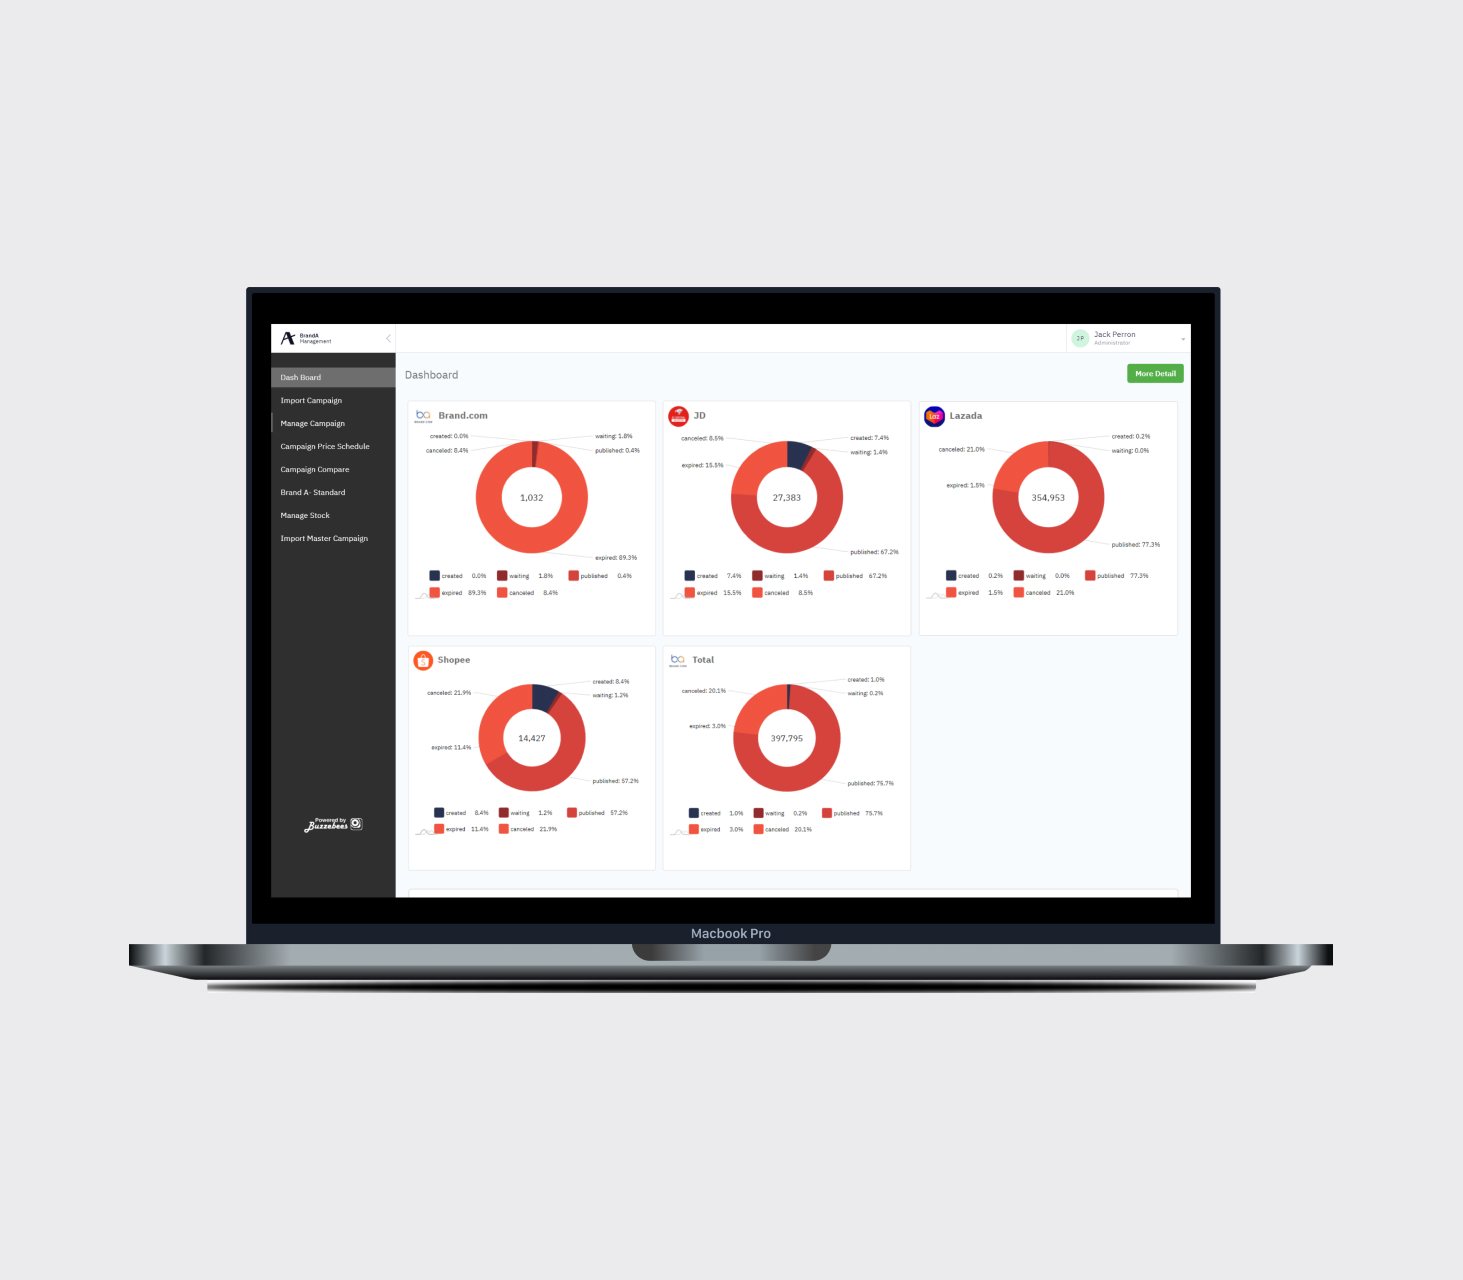 BrandA
Management
JP
Jack Perron
Administrator
Dash Board
Import Campaign
Manage Campaign
Campaign Price Schedule
Campaign Compare
Brand A- Standard
Manage Stock
Import Master Campaign
Powered by
Buzzebees
Dashboard
More Detail
Brand.com
created: 0.0%
waiting: 1.8%
canceled: 8.4%
published: 0.4%
1,032
expired: 89.3%
created 0.0% waiting 1.8% published 0.4%
expired 89.3% canceled 8.4%
JD
canceled: 8.5%
created: 7.4%
waiting: 1.4%
expired: 15.5%
27,383
published: 67.2%
created 7.4% waiting 1.4% published 67.2%
expired 15.5% canceled 8.5%
Laz
Lazada
created: 0.2%
canceled: 21.0%
waiting: 0.0%
expired: 1.5%
354,953
published: 77.3%
created 0.2% waiting 0.0% published 77.3%
expired 1.5% canceled 21.0%
Shopee
created: 8.4%
canceled: 21.9%
waiting: 1.2%
14,427
expired: 11.4%
published: 57.2%
created 8.4% waiting 1.2% published 57.2%
expired 11.4% canceled 21.9%
Total
created: 1.0%
canceled: 20.1%
waiting: 0.2%
expired: 3.0%
397,795
published: 75.7%
created 1.0% waiting 0.2% published 75.7%
expired 3.0% canceled 20.1%
Macbook Pro